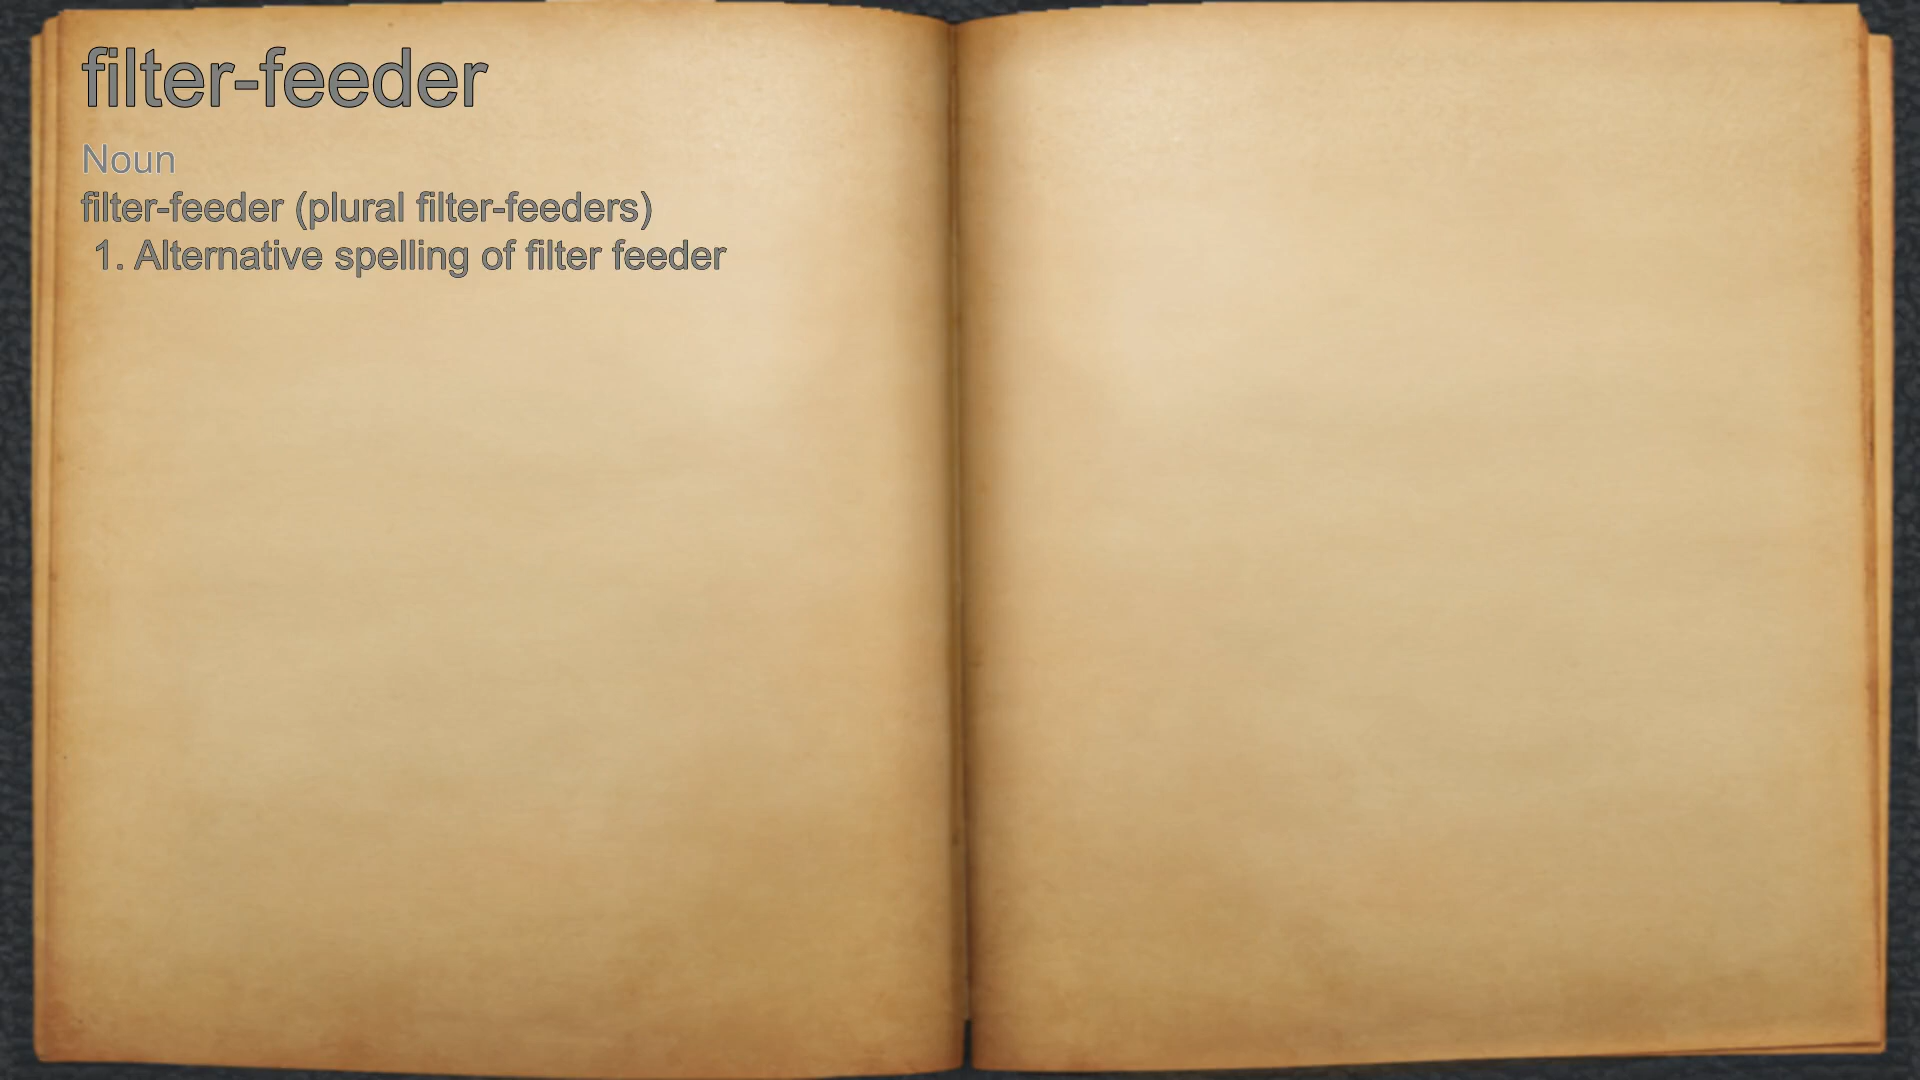 filter-feeder
Noun
filter-feeder (plural filter-feeders)
1. Alternative spelling of filter feeder